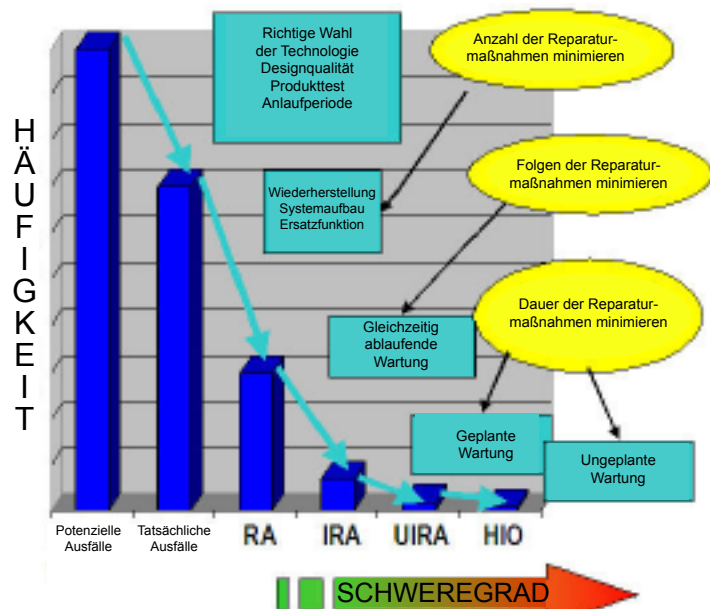 HÄUFIGKEIT
Richtige Wahl
der Technologie
Designqualität
Produkttest
Anlaufperiode
Anzahl der Reparatur-
maßnahmen minimieren
Wiederherstellung
Systemaufbau
Ersatzfunktion
Folgen der Reparatur-
maßnahmen minimieren
Gleichzeitig
ablaufende
Wartung
Dauer der Reparatur-
maßnahmen minimieren
Geplante
Wartung
Ungeplante
Wartung
Potenzielle
Ausfälle
Tatsächliche
Ausfälle
RA
IRA
UIRA
HIO
SCHWEREGRAD